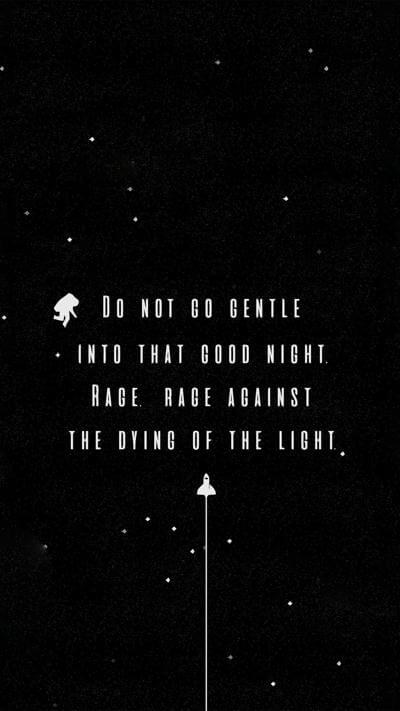 Do not go gentle
into that good night.
Rage. rage against
the dying of the light.